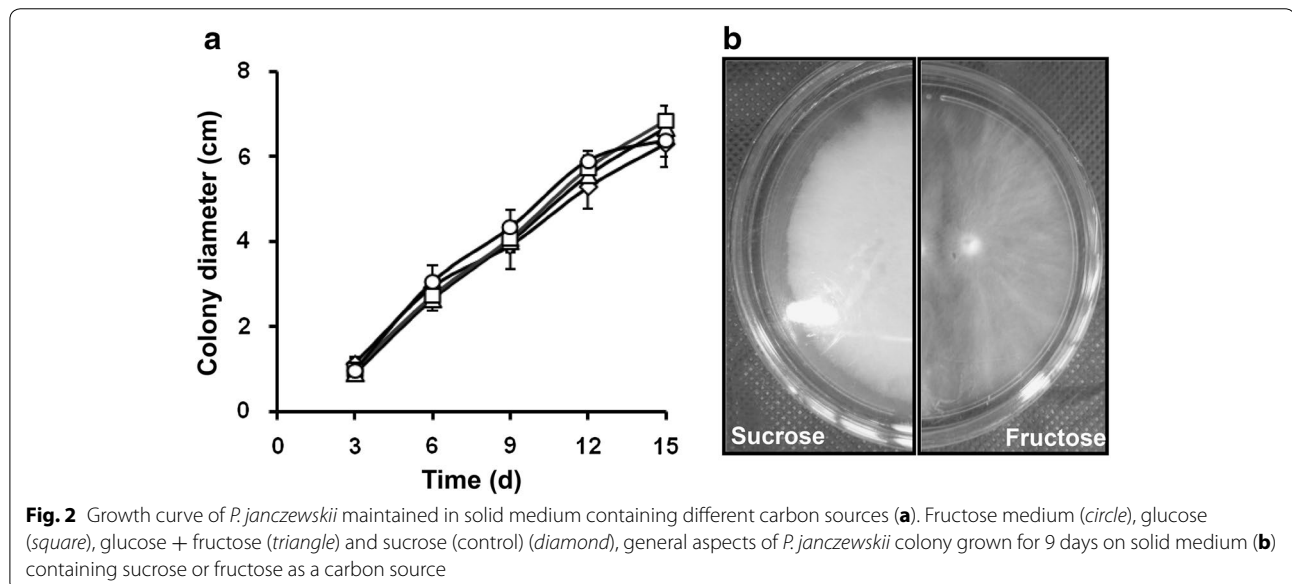 a
b
8
6
4
2
0
Colony diameter (cm)
0 3 6 9 12 15
Time (d)
Sucrose
Fructose
Fig. 2 Growth curve of P. janczewskii maintained in solid medium containing different carbon sources (a). Fructose medium (circle), glucose
(square), glucose + fructose (triangle) and sucrose (control) (diamond), general aspects of P. janczewskii colony grown for 9 days on solid medium (b)
containing sucrose or fructose as a carbon source